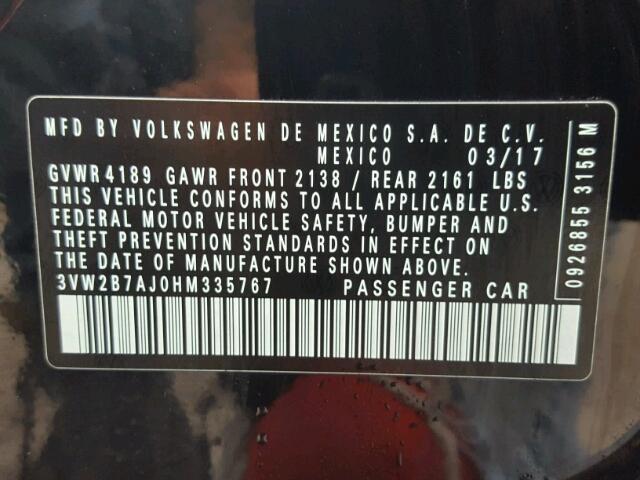 MFD BY VOLKSWAGEN DE MEXICO S.A. DE C.V.
MEXICO 03/17
GVWR 4189 GAWR FRONT 2138 / REAR 2161 LBS
THIS VEHICLE CONFORMS TO ALL APPLICABLE U.S.
FEDERAL MOTOR VEHICLE SAFETY, BUMPER AND
THEFT PREVENTION STANDARDS IN EFFECT ON
THE DATE OF MANUFACTURE SHOWN ABOVE.
3VW2B7AJ0HM335767 PASSENGER CAR
0926855 3156 M